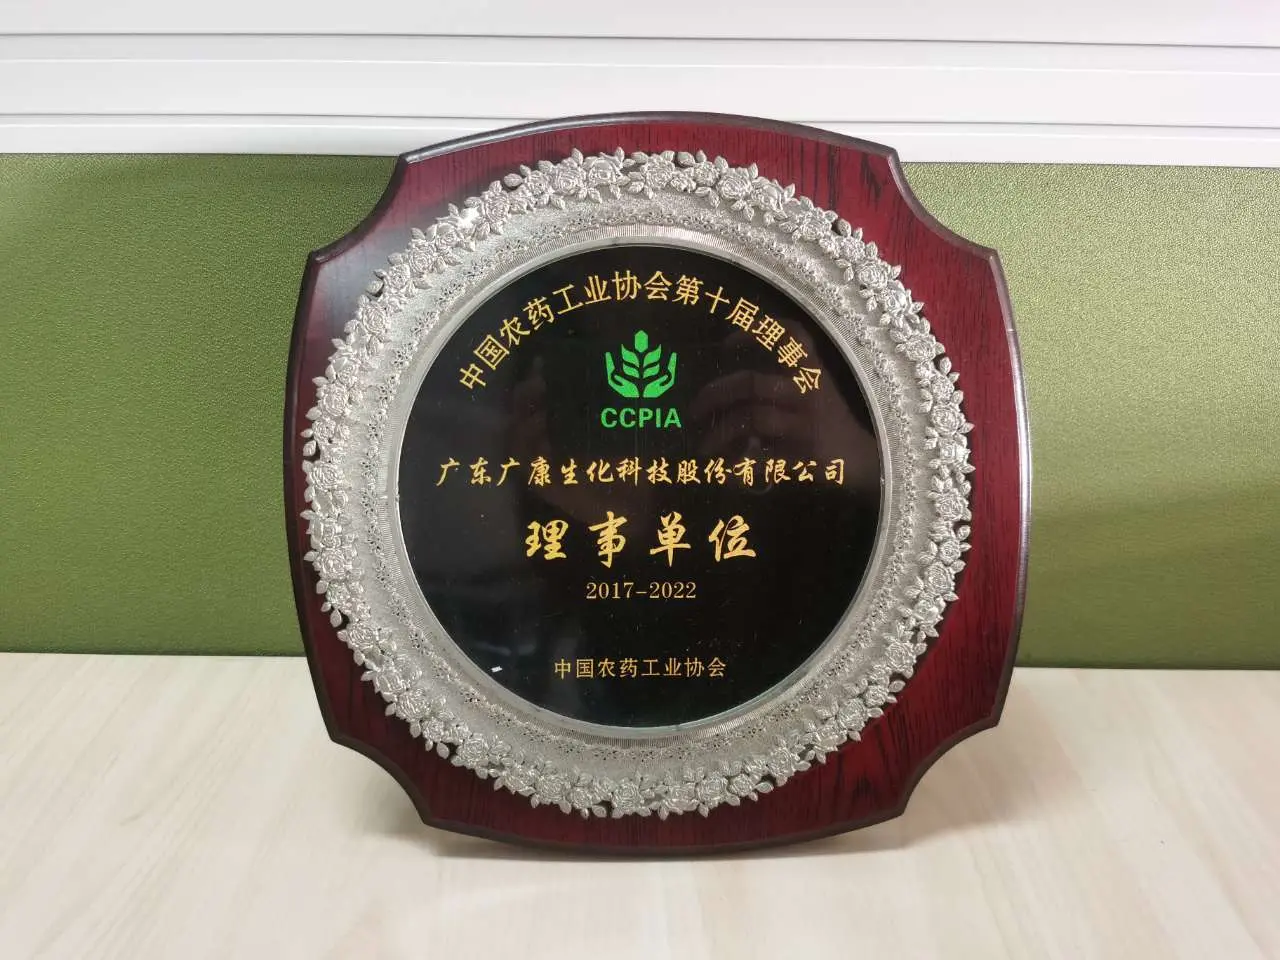 中国农药工业协会第十届理事会
CCPIA
广东广康生化科技股份有限公司
理事单位
2017-2022
中国农药工业协会